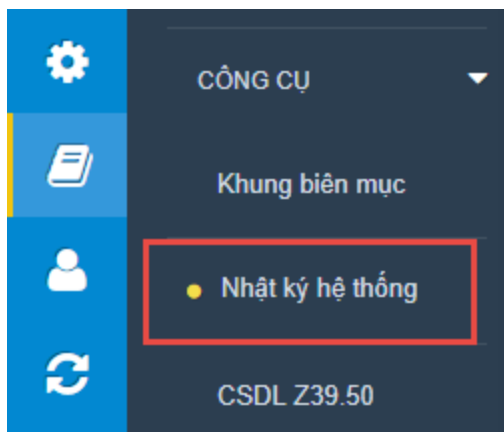 CÔNG CỤ
Khung biên mục
Nhật ký hệ thống
CSDL Z39.50